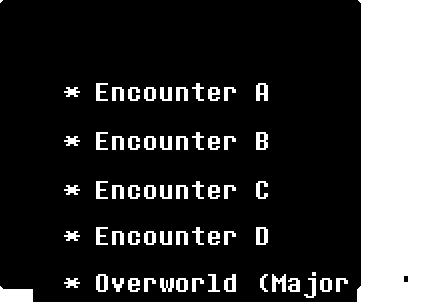 * Encounter A
* Encounter B
* Encounter C
* Encounter D
* Overworld (Major